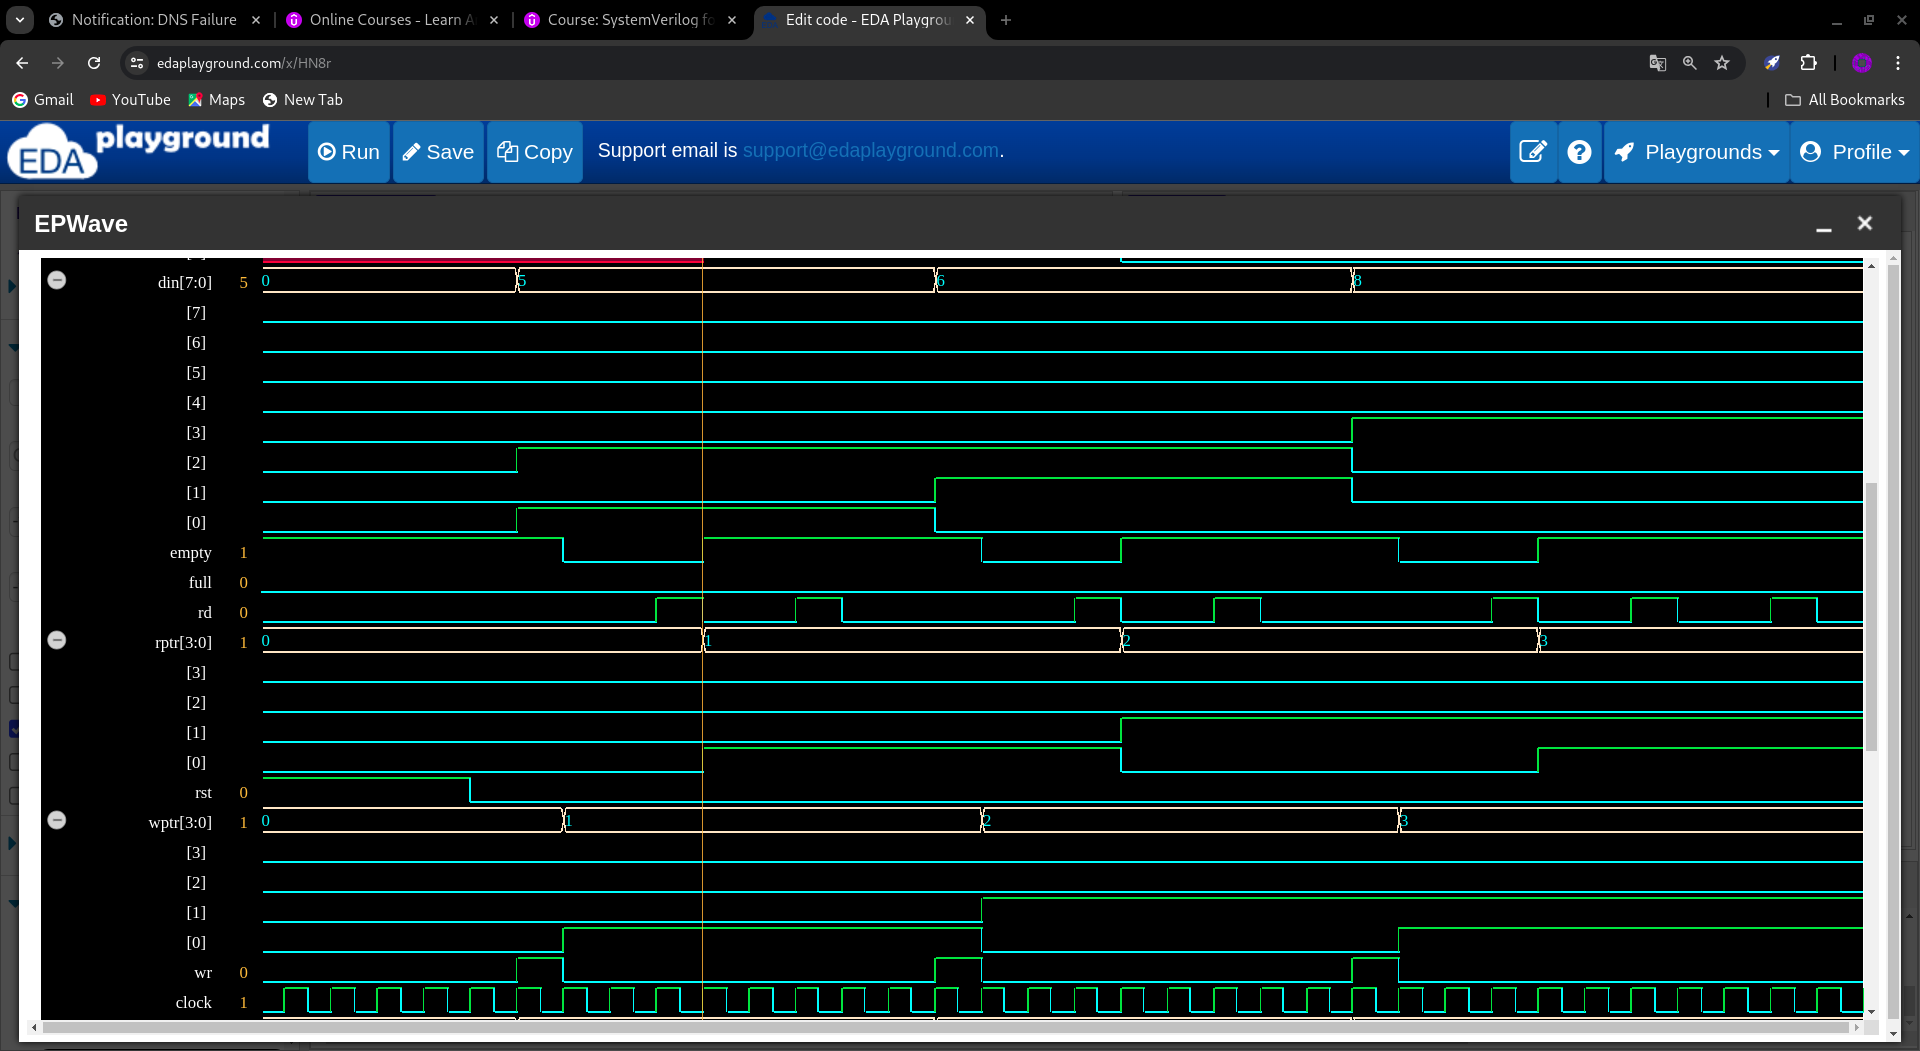 Notification: DNS Failure
Online Courses - Learn A
Course: SystemVerilog fo
Edit code - EDA Playgrou
edaplayground.com/x/HN8r
Gmail
YouTube
Maps
New Tab
All Bookmarks
EDA playground
Run
Save
Copy
Support email is support@edaplayground.com.
Playgrounds
Profile
EPWave
din[7:0] 5 0 5 6 8
[7]
[6]
[5]
[4]
[3]
[2]
[1]
[0]
empty 1
full 0
rd 0
rptr[3:0] 1 0 1 2 3
[3]
[2]
[1]
[0]
rst 0
wptr[3:0] 1 0 1 2 3
[3]
[2]
[1]
[0]
wr 0
clock 1